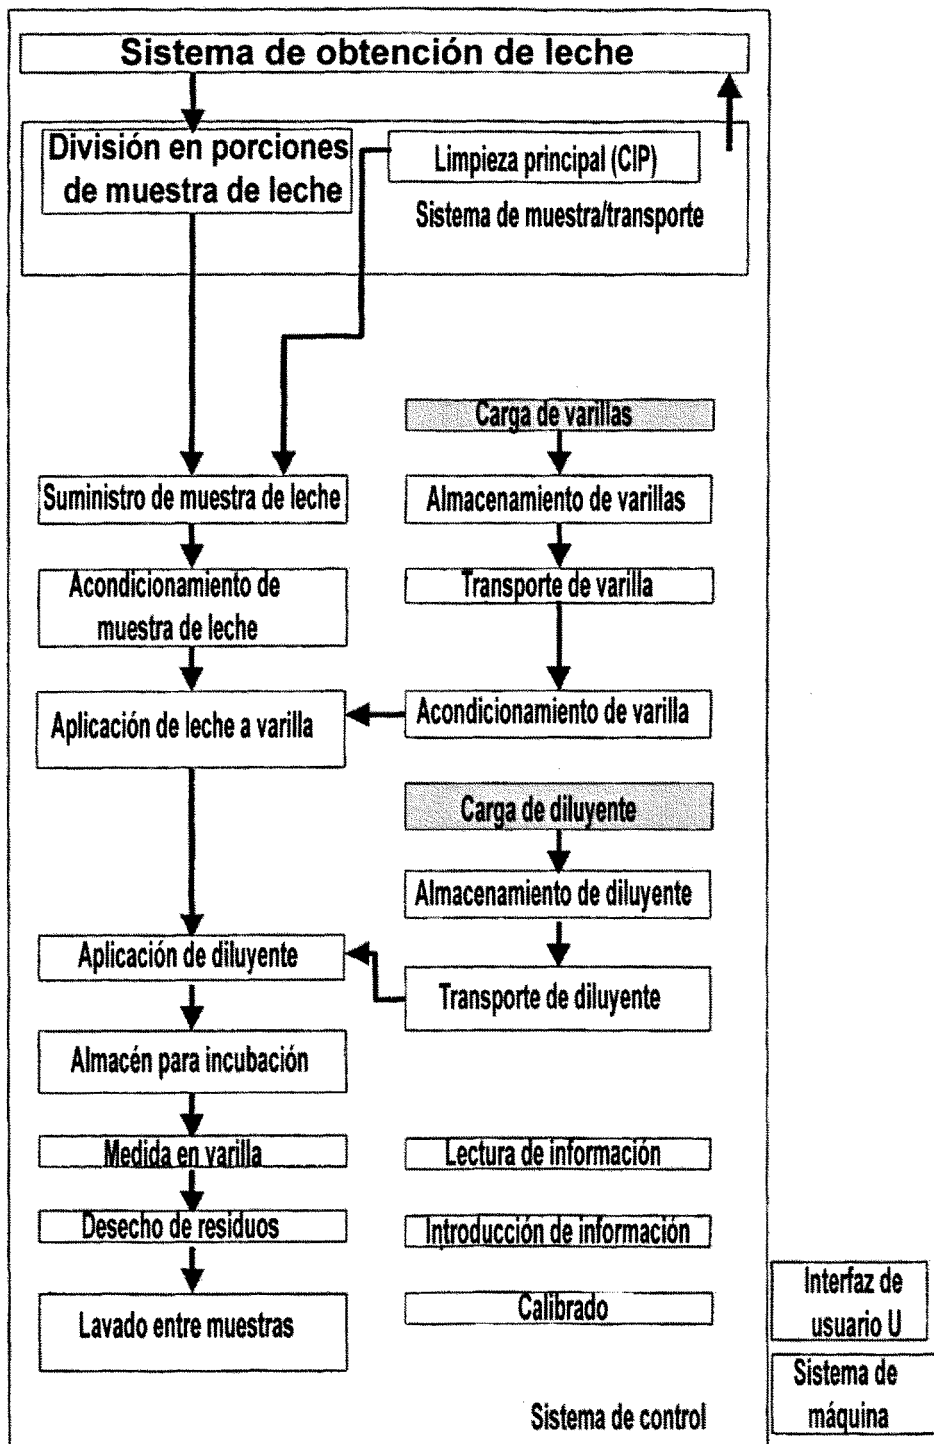 Sistema de obtención de leche
División en porciones
de muestra de leche
Limpieza principal (CIP)
Sistema de muestra/transporte
Carga de varillas
Suministro de muestra de leche
Almacenamiento de varillas
Acondicionamiento de
muestra de leche
Transporte de varilla
Aplicación de leche a varilla
Acondicionamiento de varilla
Carga de diluyente
Almacenamiento de diluyente
Aplicación de diluyente
Transporte de diluyente
Almacén para incubación
Medida en varilla
Lectura de información
Desecho de residuos
Introducción de información
Lavado entre muestras
Calibrado
Interfaz de
usuario U
Sistema de
máquina
Sistema de control